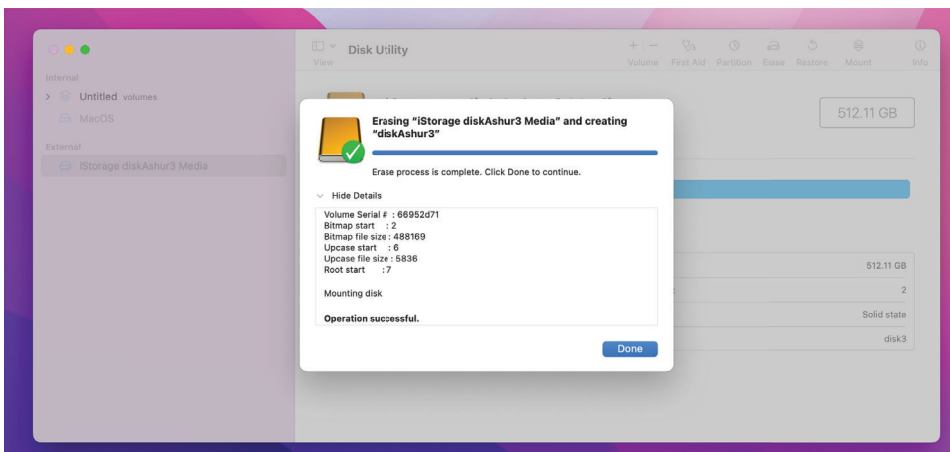 Disk Utility
View
Volume First Aid Partition Erase Restore Mount Info
Internal
Untitled volumes
MacOS
External
iStorage diskAshur3 Media
512.11 GB
Erasing “iStorage diskAshur3 Media” and creating
“diskAshur3”
Erase process is complete. Click Done to continue.
Hide Details
Volume Serial # : 66952d71
Bitmap start : 2
Bitmap file size : 488169
Upcase start : 6
Upcase file size : 5836
Root start :7
Mounting disk
Operation successful.
Done
512.11 GB
2
Solid state
disk3